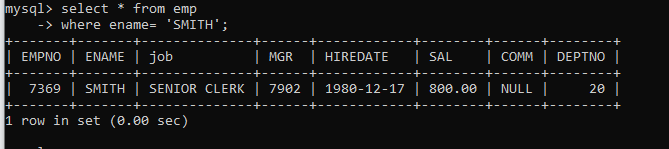 mysql> select * from emp
    -> where ename= 'SMITH';
+-------+-------+--------------+------+------------+--------+------+--------+
| EMPNO | ENAME | job          | MGR  | HIREDATE   | SAL    | COMM | DEPTNO |
+-------+-------+--------------+------+------------+--------+------+--------+
|  7369 | SMITH | SENIOR CLERK | 7902 | 1980-12-17 | 800.00 | NULL |     20 |
+-------+-------+--------------+------+------------+--------+------+--------+
1 row in set (0.00 sec)